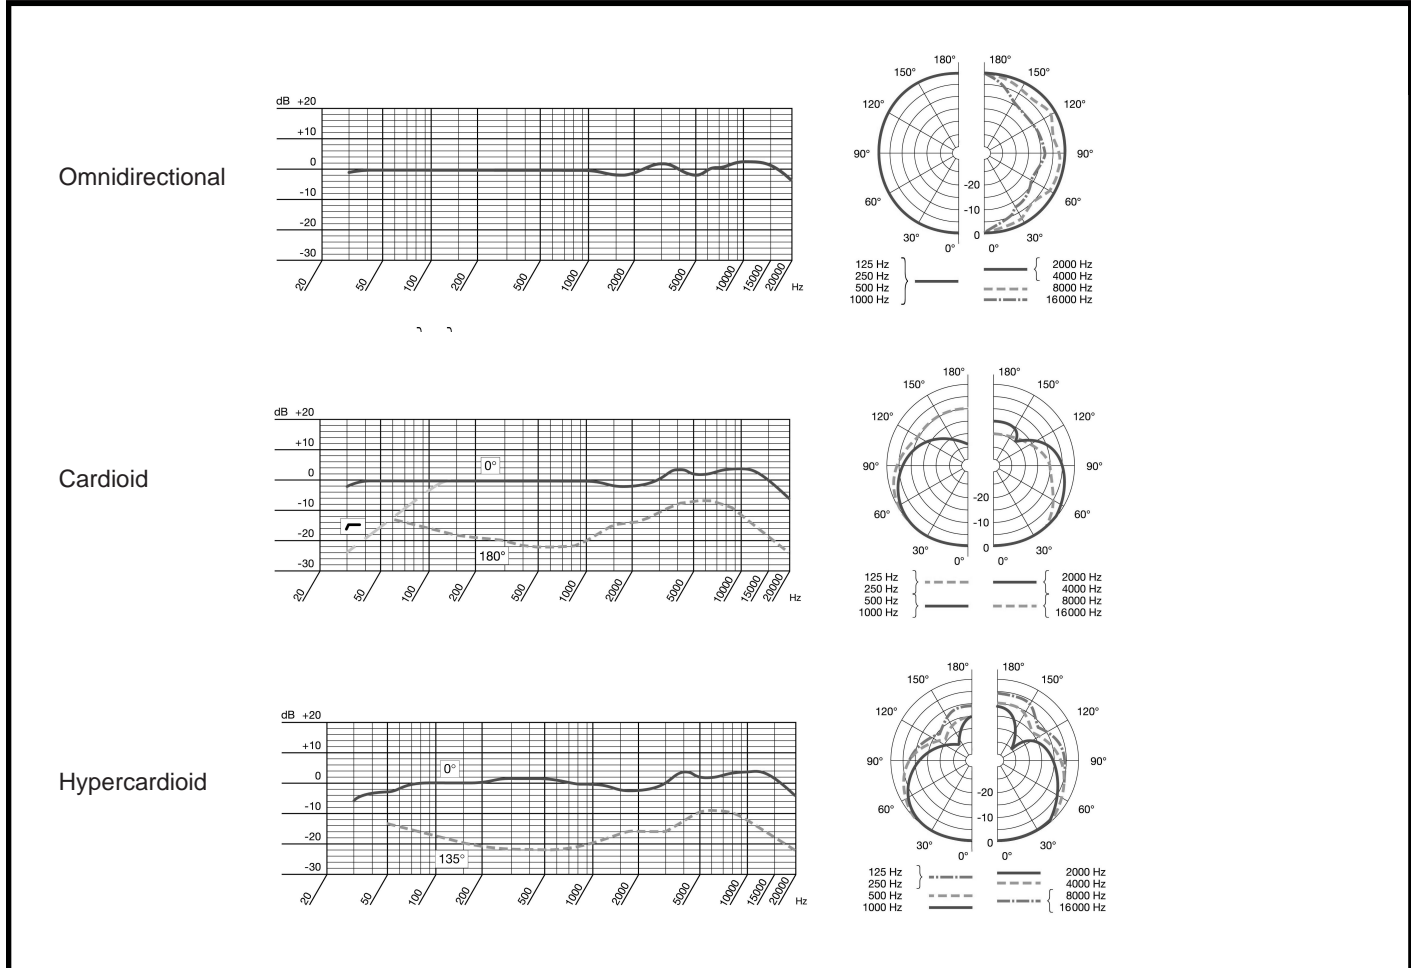 Omnidirectional
dB +20
+10
0
-10
-20
-30
20 50 100 200 500 1000 2000 5000 10000 15000 20000 Hz
180° 180°
150° 150°
120° 120°
90° 90°
60° 60°
30° 30°
0° 0°
-20
-10
0
125 Hz
250 Hz
500 Hz
1000 Hz
2000 Hz
4000 Hz
8000 Hz
16000 Hz
Cardioid
dB +20
+10
0
-10
-20
-30
0°
180°
20 50 100 200 500 1000 2000 5000 10000 15000 20000 Hz
180° 180°
150° 150°
120° 120°
90° 90°
60° 60°
30° 30°
0° 0°
-20
-10
0
125 Hz
250 Hz
500 Hz
1000 Hz
2000 Hz
4000 Hz
8000 Hz
16000 Hz
Hypercardioid
dB +20
+10
0
-10
-20
-30
0°
135°
20 50 100 200 500 1000 2000 5000 10000 15000 20000 Hz
180° 180°
150° 150°
120° 120°
90° 90°
60° 60°
30° 30°
0° 0°
-20
-10
0
125 Hz
250 Hz
500 Hz
1000 Hz
2000 Hz
4000 Hz
8000 Hz
16000 Hz